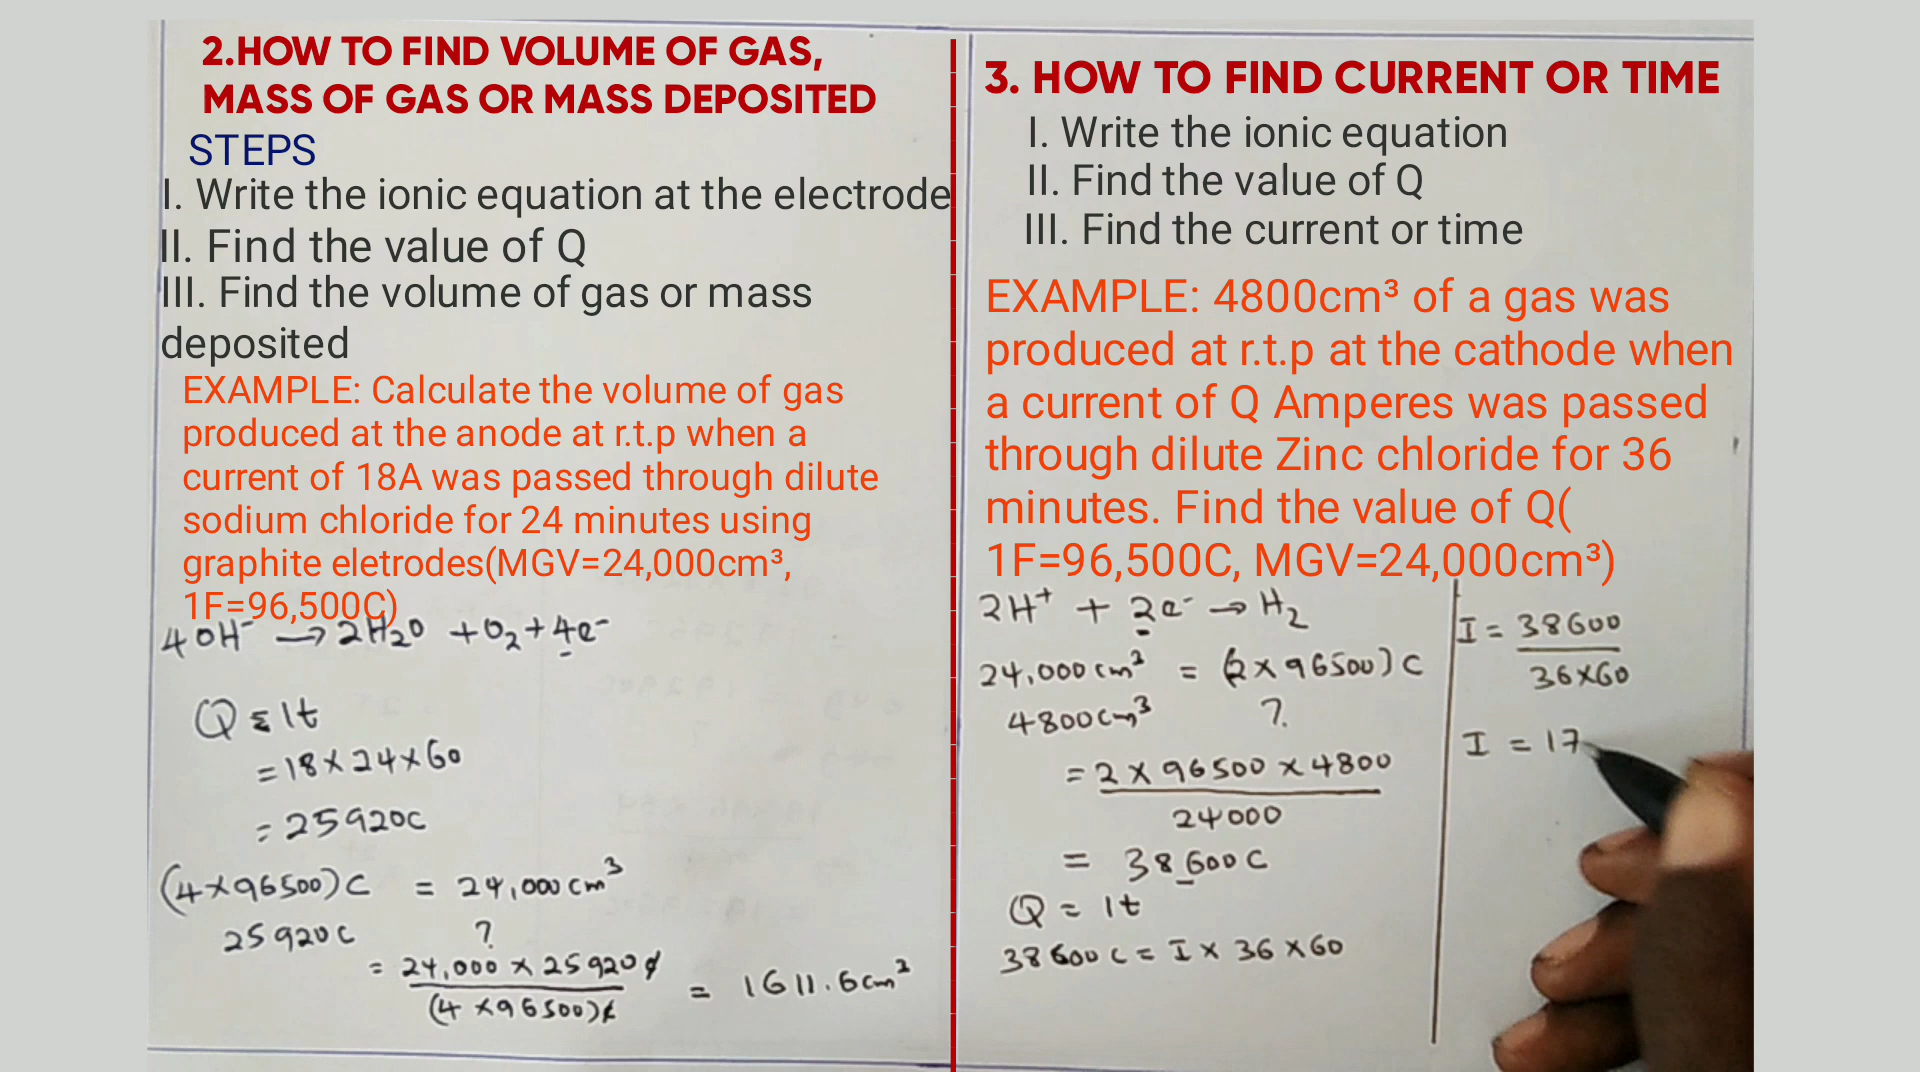 2.HOW TO FIND VOLUME OF GAS,
MASS OF GAS OR MASS DEPOSITED
STEPS
I. Write the ionic equation at the electrode
II. Find the value of Q
III. Find the volume of gas or mass
deposited
EXAMPLE: Calculate the volume of gas
produced at the anode at r.t.p when a
current of 18A was passed through dilute
sodium chloride for 24 minutes using
graphite eletrodes(MGV=24,000cm³,
1F=96,500C)
4OH⁻ → 2H₂O + O₂ + 4e⁻
Q = It
= 18 × 24 × 60
= 25920C
(4×96500)C = 24,000cm³
25920C ?
= 24,000 × 25920C
(4 × 96500)C
= 1611.6cm³
3. HOW TO FIND CURRENT OR TIME
I. Write the ionic equation
II. Find the value of Q
III. Find the current or time
EXAMPLE: 4800cm³ of a gas was
produced at r.t.p at the cathode when
a current of Q Amperes was passed
through dilute Zinc chloride for 36
minutes. Find the value of Q(
1F=96,500C, MGV=24,000cm³)
2H⁺ + 2e⁻ → H₂
24,000cm³ = (2×96500)C
4800cm³ ?
= 2 × 96500 × 4800
24000
= 38600C
Q = It
38600C = I × 36 × 60
I = 38600
36×60
I = 17